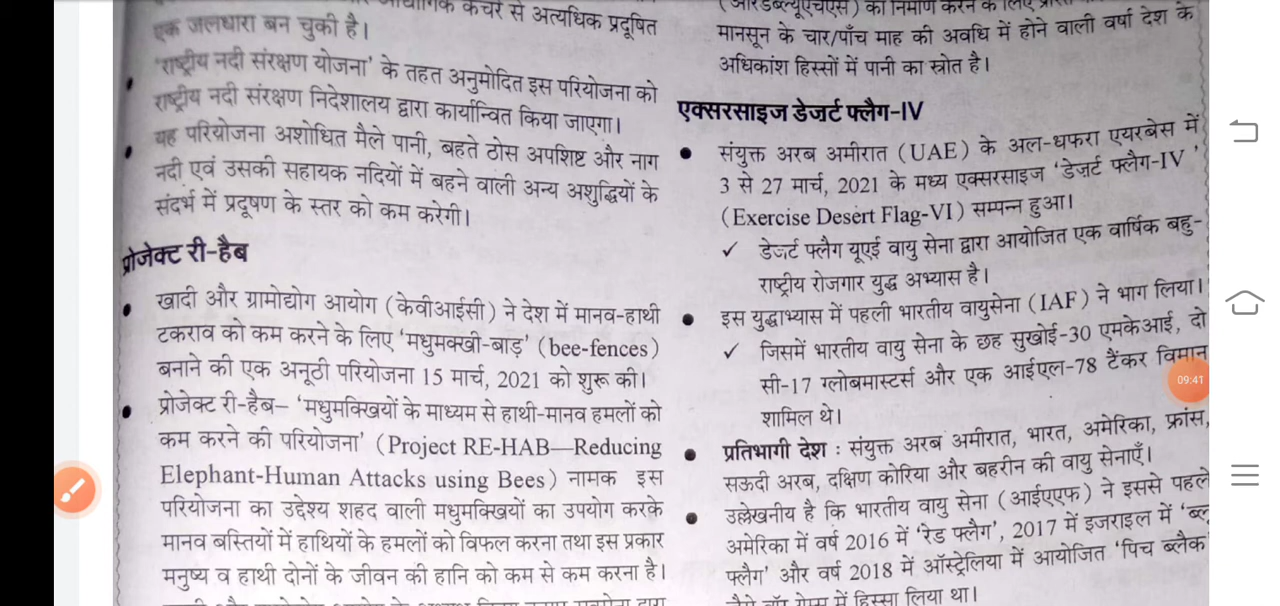 कचरे से अत्यधिक प्रदूषित
एक जलधारा बन चुकी है।
'राष्ट्रीय नदी संरक्षण योजना' के तहत अनुमोदित इस परियोजना को
राष्ट्रीय नदी संरक्षण निदेशालय द्वारा कार्यान्वित किया जाएगा।
यह परियोजना अशोधित मैले पानी, बहते ठोस अपशिष्ट और नाग
नदी एवं उसकी सहायक नदियों में बहने वाली अन्य अशुद्धियों के
संदर्भ में प्रदूषण के स्तर को कम करेगी।
प्रोजेक्ट री-हैब
खादी और ग्रामोद्योग आयोग (केवीआईसी) ने देश में मानव-हाथी
टकराव को कम करने के लिए 'मधुमक्खी-बाड़' (bee-fences)
बनाने की एक अनूठी परियोजना 15 मार्च, 2021 को शुरू की।
प्रोजेक्ट री-हैब– 'मधुमक्खियों के माध्यम से हाथी-मानव हमलों को
कम करने की परियोजना' (Project RE-HAB—Reducing
Elephant-Human Attacks using Bees) नामक इस
परियोजना का उद्देश्य शहद वाली मधुमक्खियों का उपयोग करके
मानव बस्तियों में हाथियों के हमलों को विफल करना तथा इस प्रकार
मनुष्य व हाथी दोनों के जीवन की हानि को कम से कम करना है।
(आरडब्ल्यूएचएस) का निर्माण करने के लिए
मानसून के चार/पाँच माह की अवधि में होने वाली वर्षा देश के
अधिकांश हिस्सों में पानी का स्रोत है।
एक्सरसाइज डेजर्ट फ्लैग-IV
संयुक्त अरब अमीरात (UAE) के अल-धफरा एयरबेस में
3 से 27 मार्च, 2021 के मध्य एक्सरसाइज 'डेज़र्ट फ्लैग-IV'
(Exercise Desert Flag-VI) सम्पन्न हुआ।
✓ डेजर्ट फ्लैग यूएई वायु सेना द्वारा आयोजित एक वार्षिक बहु-
राष्ट्रीय रोजगार युद्ध अभ्यास है।
इस युद्धाभ्यास में पहली भारतीय वायुसेना (IAF) ने भाग लिया।
✓ जिसमें भारतीय वायु सेना के छह सुखोई-30 एमकेआई, दो
सी-17 ग्लोबमास्टर्स और एक आईएल-78 टैंकर विमान
शामिल थे।
प्रतिभागी देश : संयुक्त अरब अमीरात, भारत, अमेरिका, फ्रांस,
सऊदी अरब, दक्षिण कोरिया और बहरीन की वायु सेनाएँ।
उल्लेखनीय है कि भारतीय वायु सेना (आईएएफ) ने इससे पहले
अमेरिका में वर्ष 2016 में 'रेड फ्लैग', 2017 में इजराइल में 'ब्लू
फ्लैग' और वर्ष 2018 में ऑस्ट्रेलिया में आयोजित 'पिच ब्लैक'
में हिस्सा लिया था।
09:41